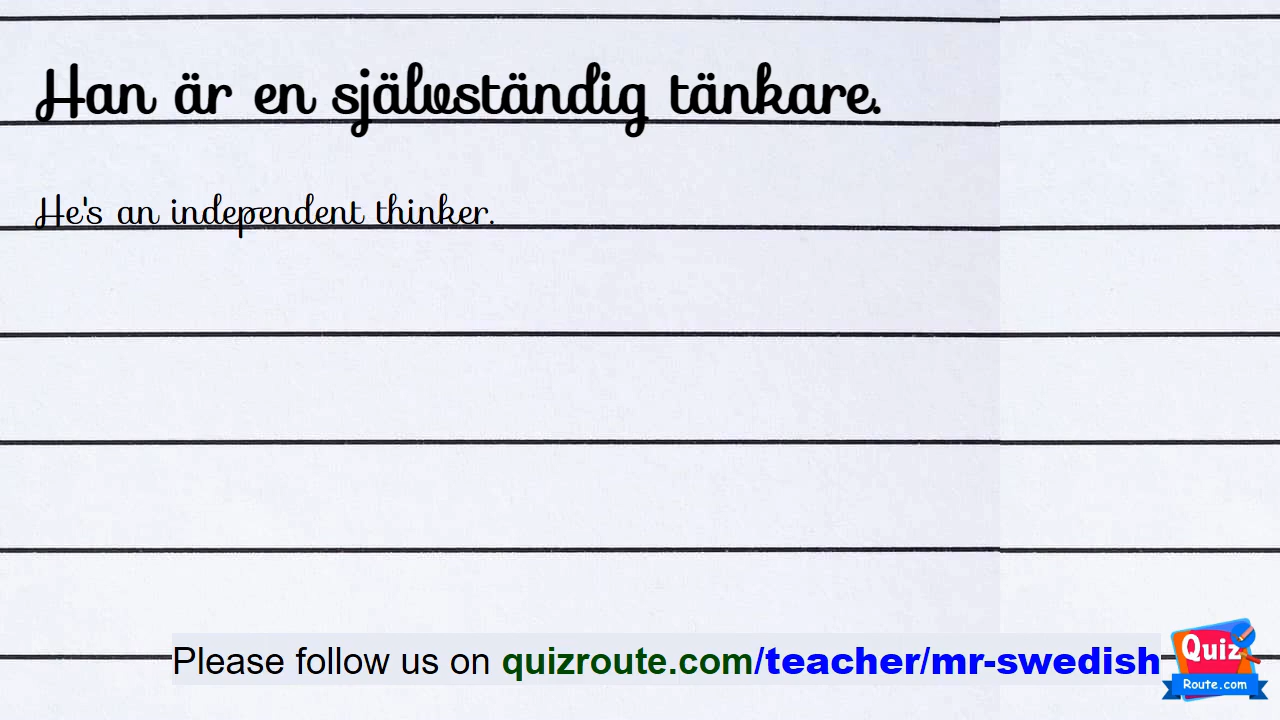 Han är en självständig tänkare.
He's an independent thinker.
Please follow us on quizroute.com/teacher/mr-swedish
Quiz
Route.com